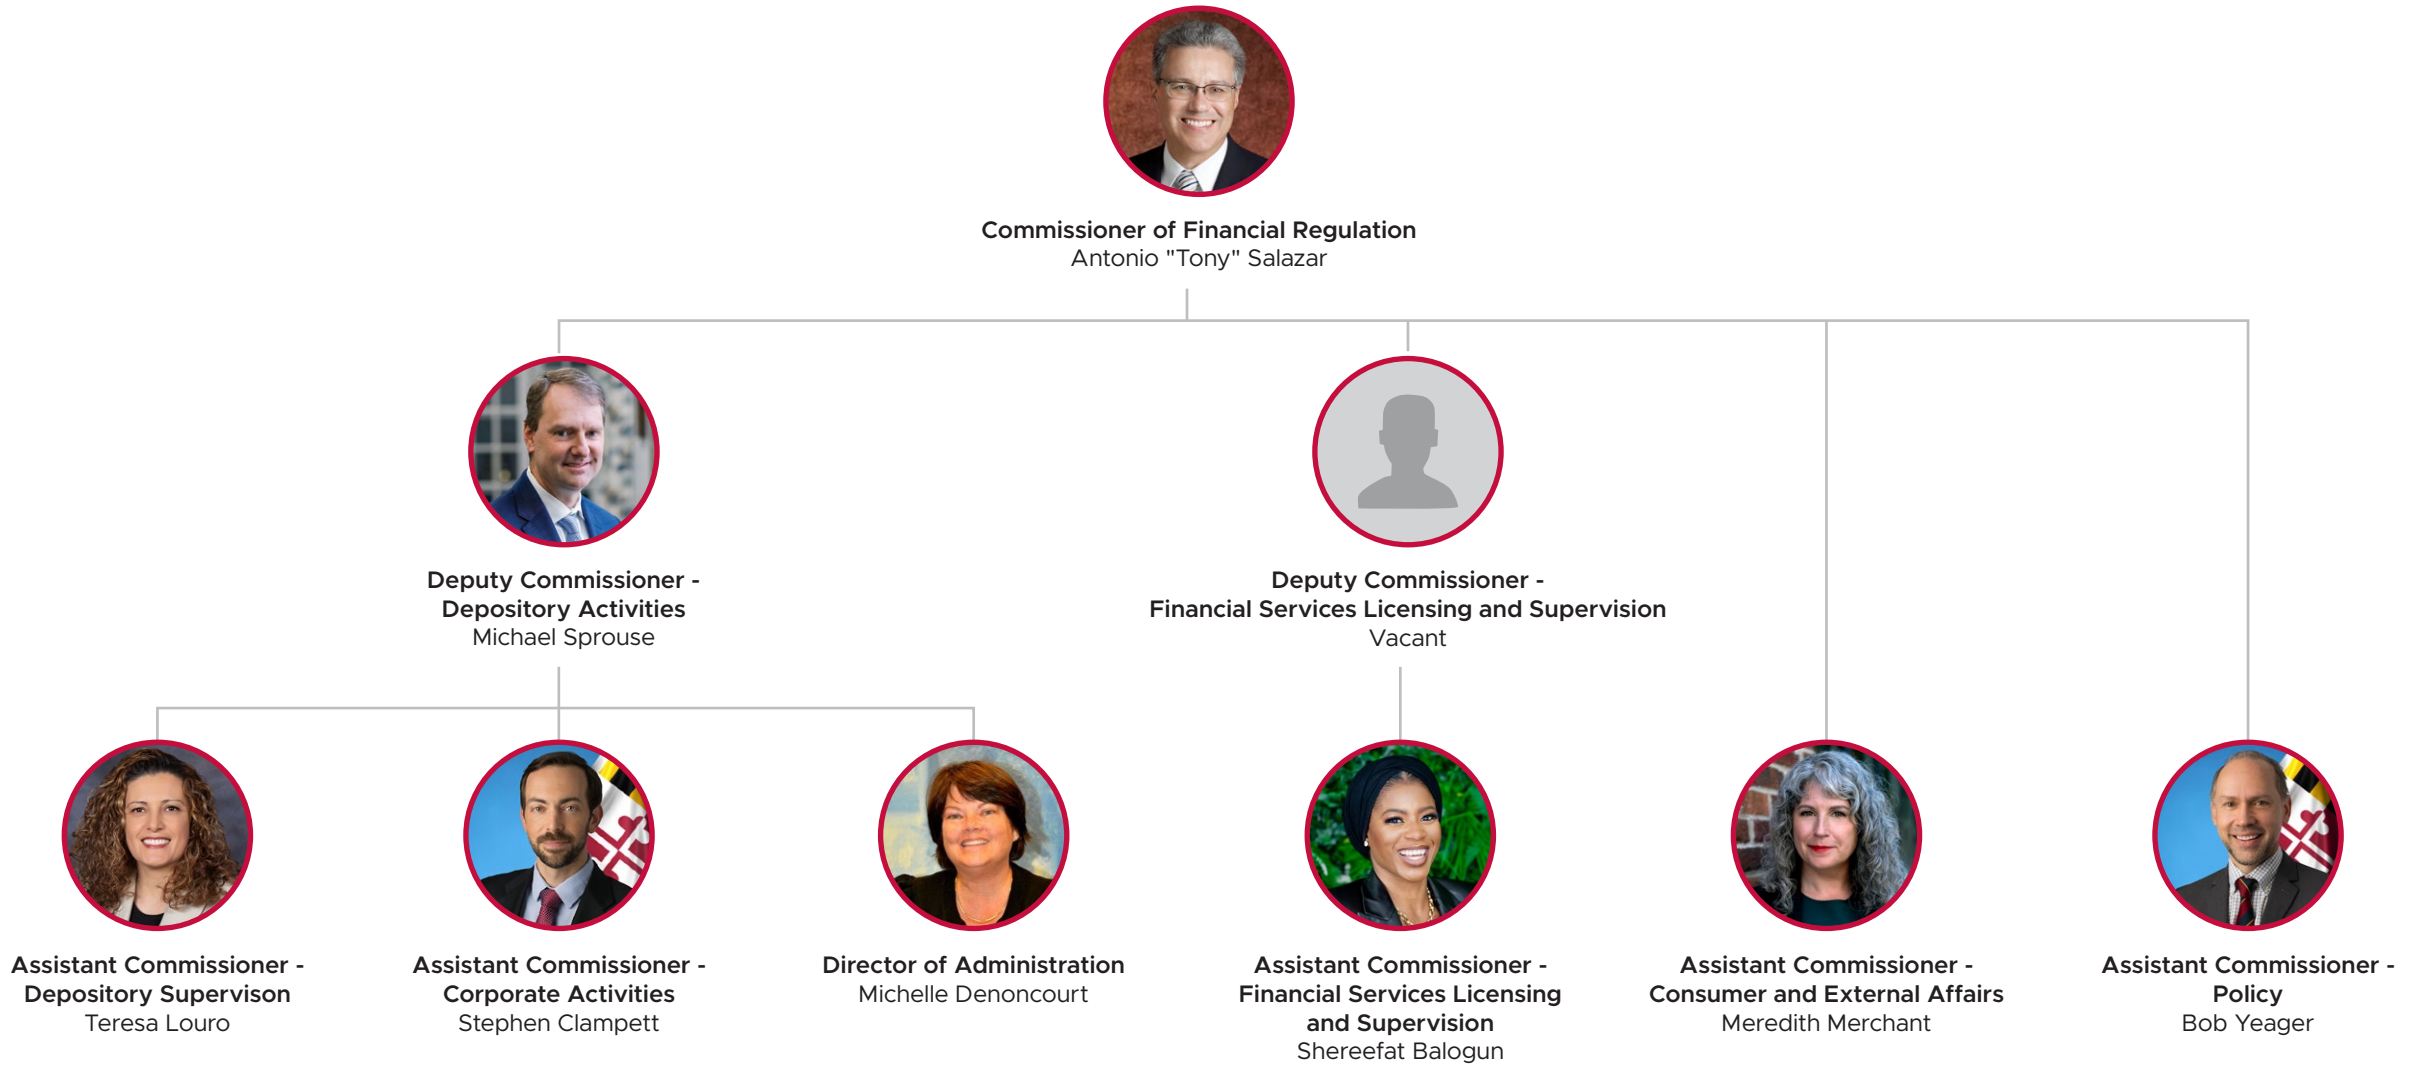 Commissioner of Financial Regulation
Antonio "Tony" Salazar
Deputy Commissioner -
Depository Activities
Michael Sprouse
Deputy Commissioner -
Financial Services Licensing and Supervision
Vacant
Assistant Commissioner -
Depository Supervison
Teresa Louro
Assistant Commissioner -
Corporate Activities
Stephen Clampett
Director of Administration
Michelle Denoncourt
Assistant Commissioner -
Financial Services Licensing
and Supervision
Shereefat Balogun
Assistant Commissioner -
Consumer and External Affairs
Meredith Merchant
Assistant Commissioner -
Policy
Bob Yeager